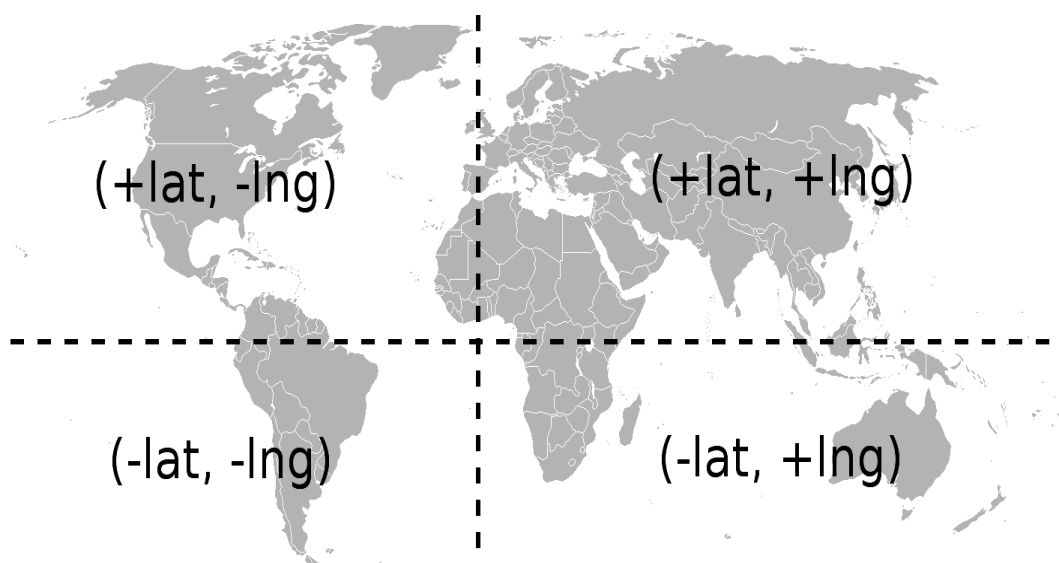 (+lat, -lng)
(+lat, +lng)
(-lat, -lng)
(-lat, +lng)